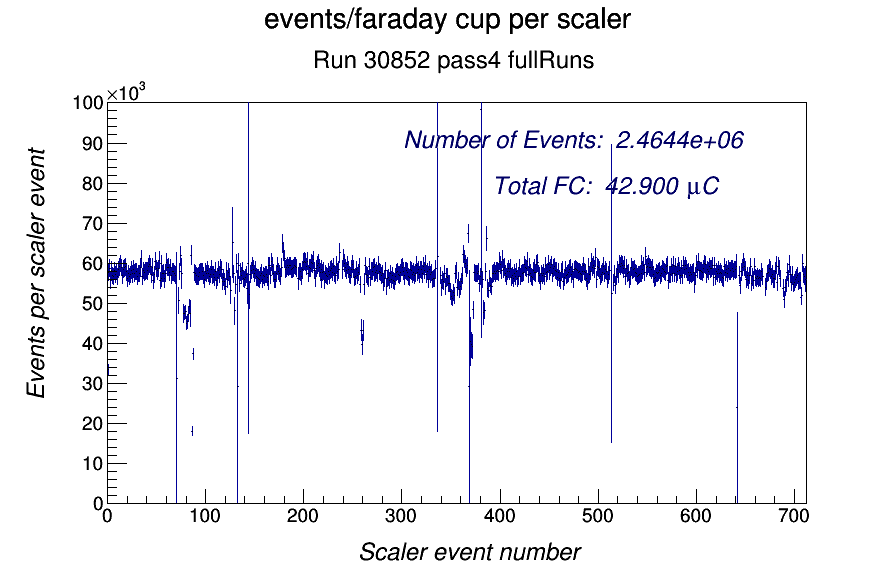 events/faraday cup per scaler
Run 30852 pass4 fullRuns
×10³
100
90
80
70
60
50
40
30
20
10
0
Events per scaler event
Number of Events: 2.4644e+06
Total FC: 42.900 μC
0 100 200 300 400 500 600 700
Scaler event number